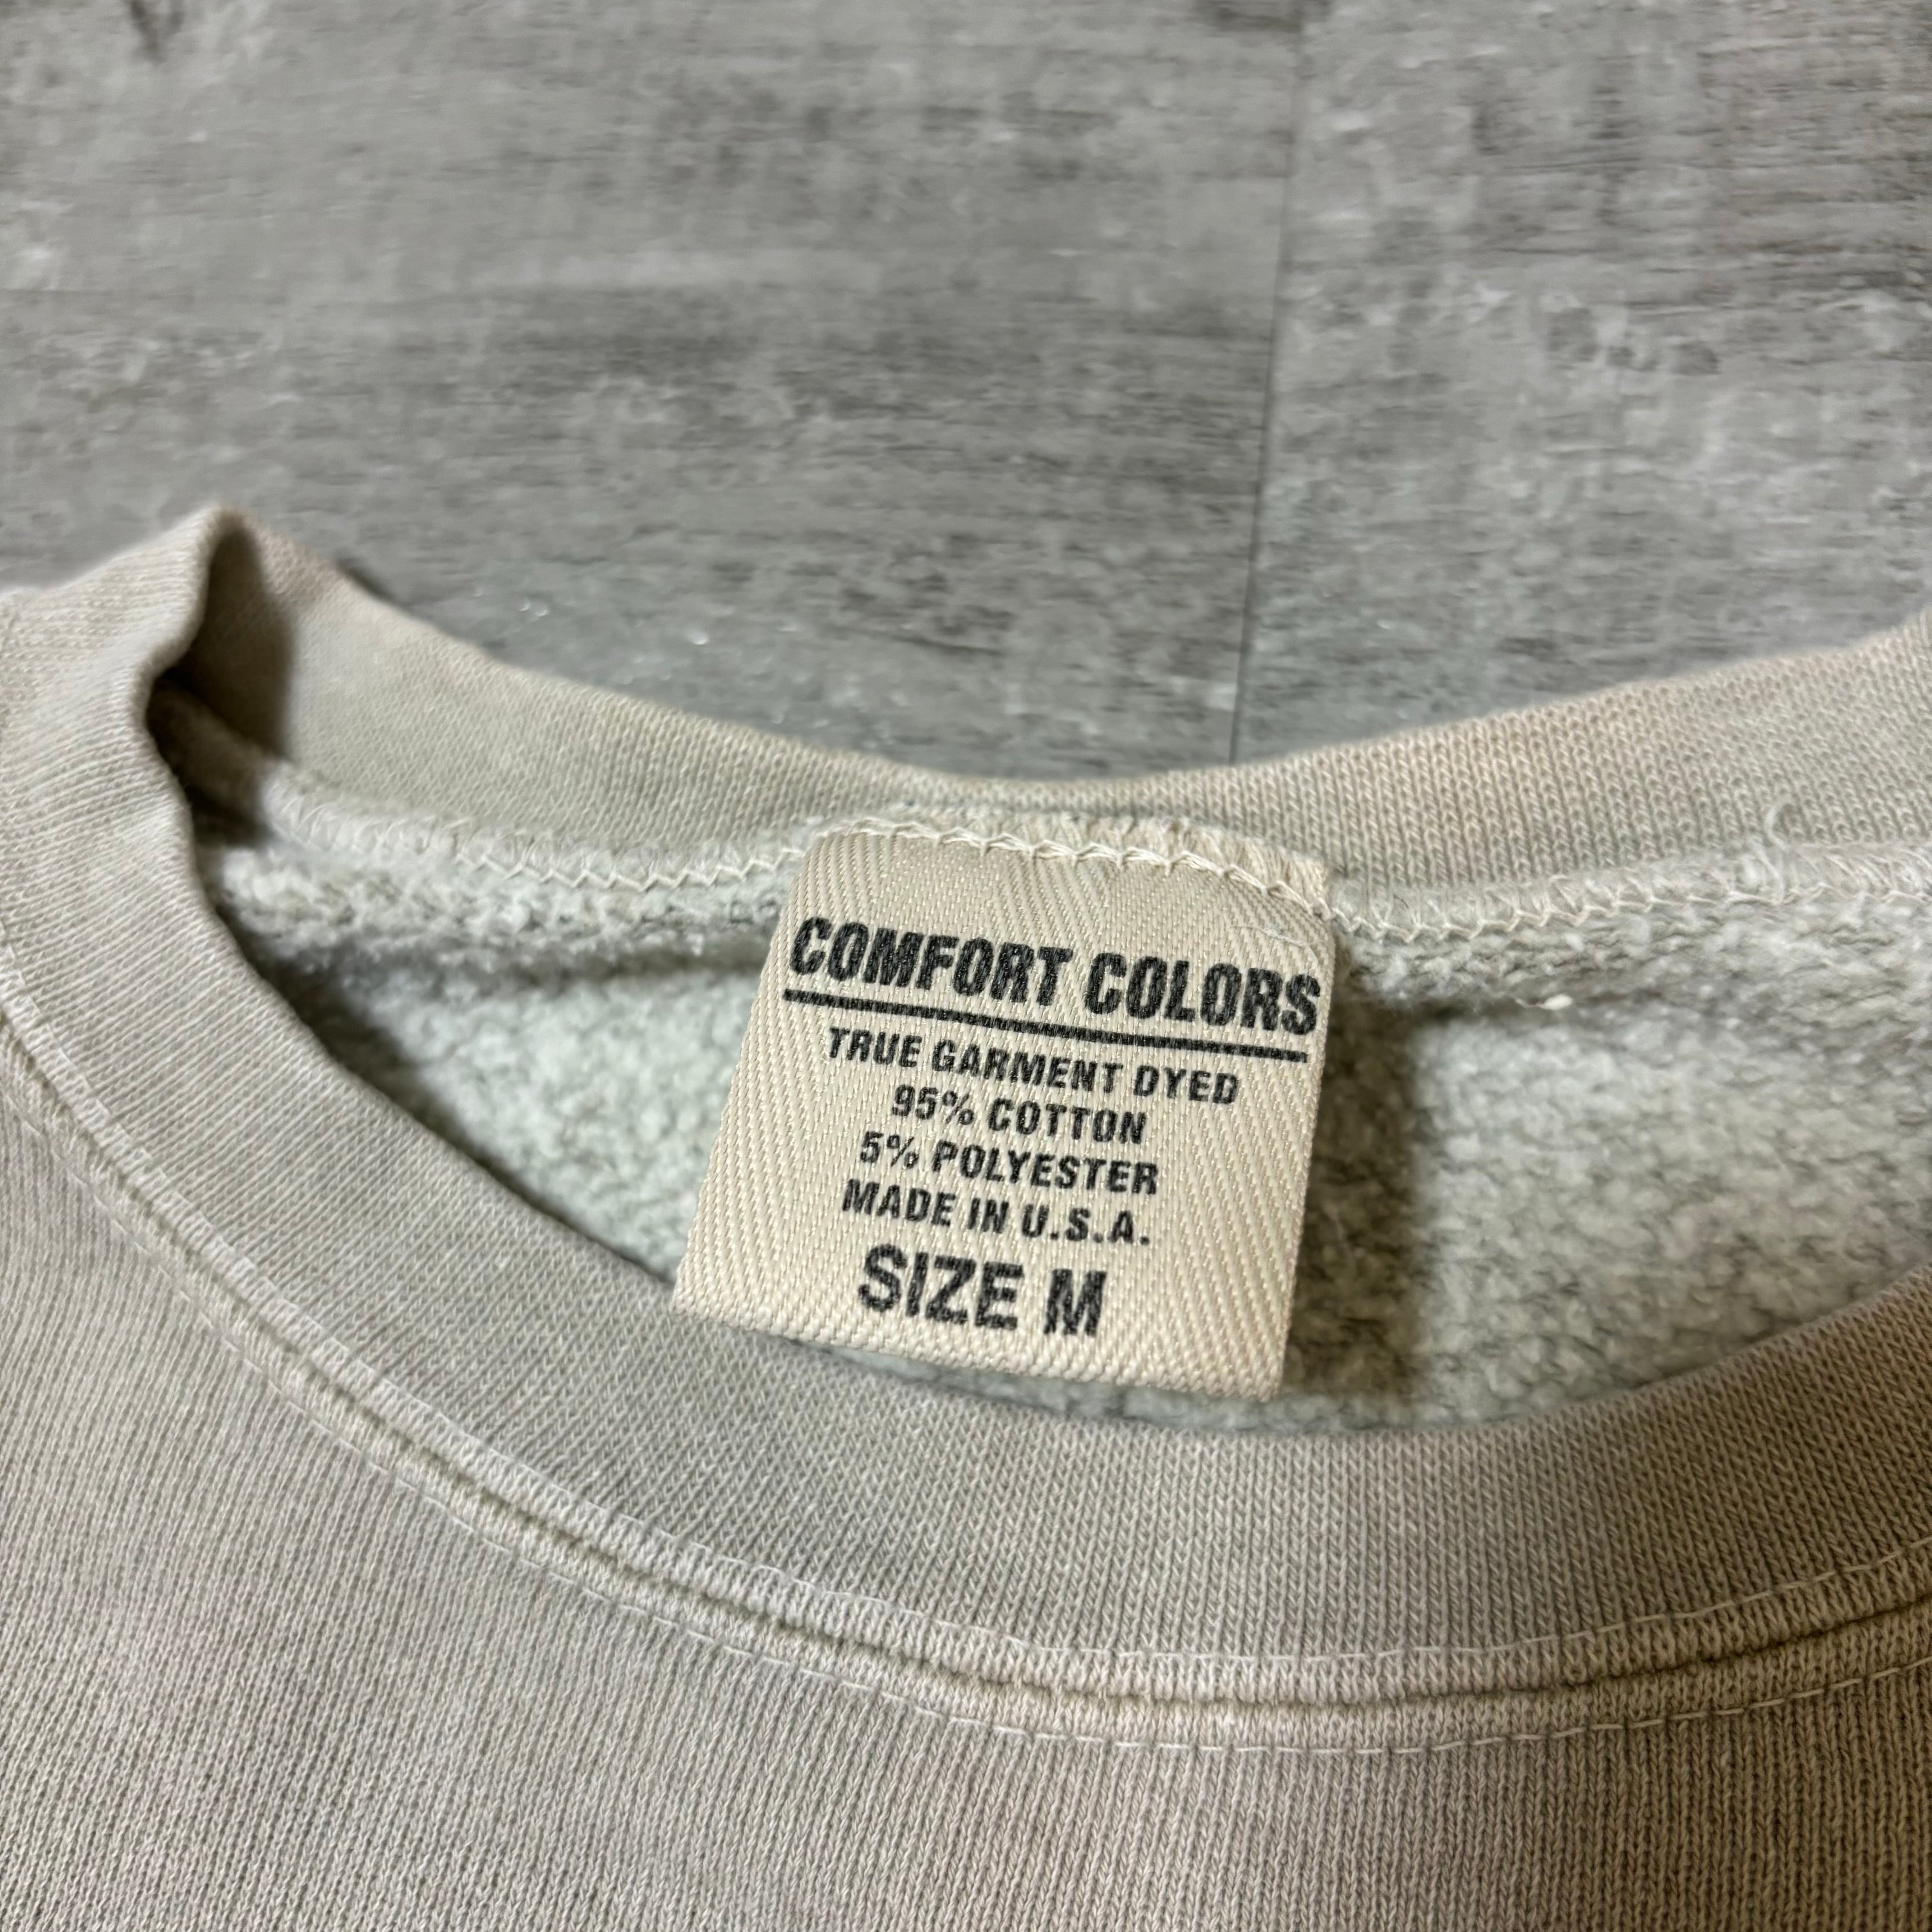 COMFORT COLORS
TRUE GARMENT DYED
95% COTTON
5% POLYESTER
MADE IN U.S.A.
SIZE M